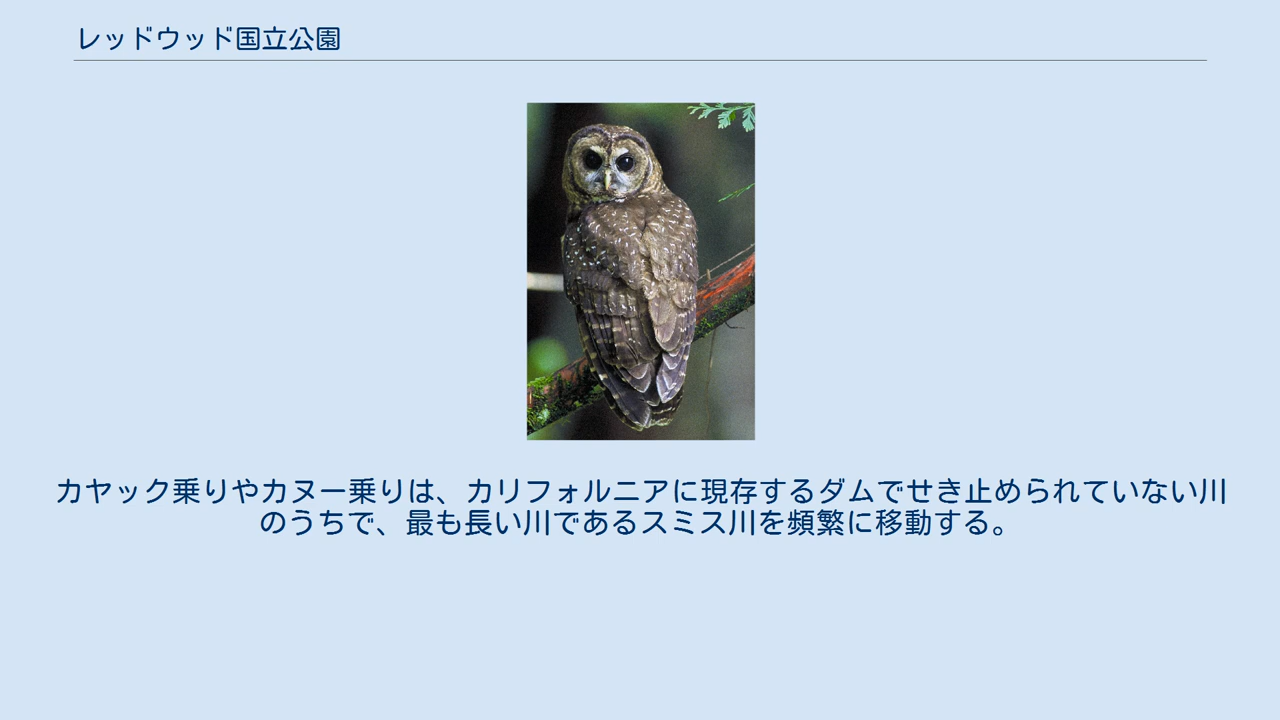 レッドウッド国立公園
カヤック乗りやカヌー乗りは、カリフォルニアに現存するダムでせき止められていない川
のうちで、最も長い川であるスミス川を頻繁に移動する。